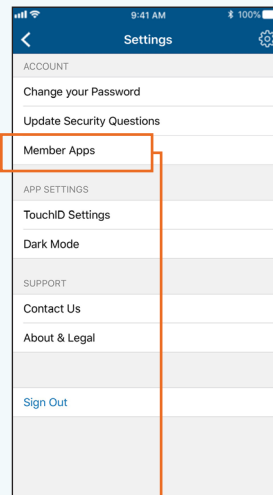 9:41 AM
100%
Settings
ACCOUNT
Change your Password
Update Security Questions
Member Apps
APP SETTINGS
TouchID Settings
Dark Mode
SUPPORT
Contact Us
About & Legal
Sign Out